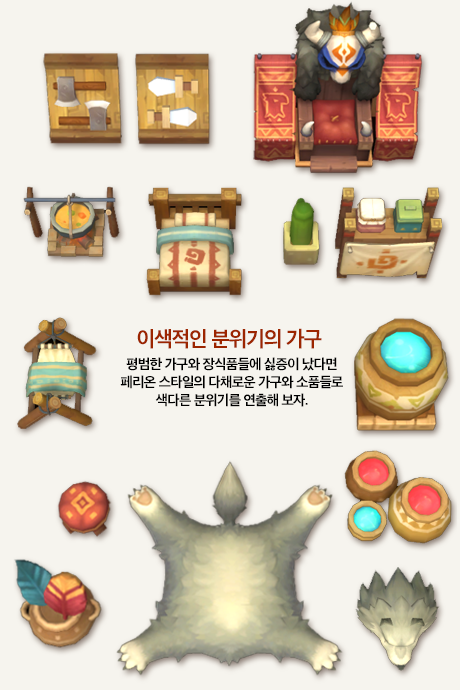 이색적인 분위기의 가구
평범한 가구와 장식품들에 싫증이 났다면
페리온 스타일의 다채로운 가구와 소품들로
색다른 분위기를 연출해 보자.